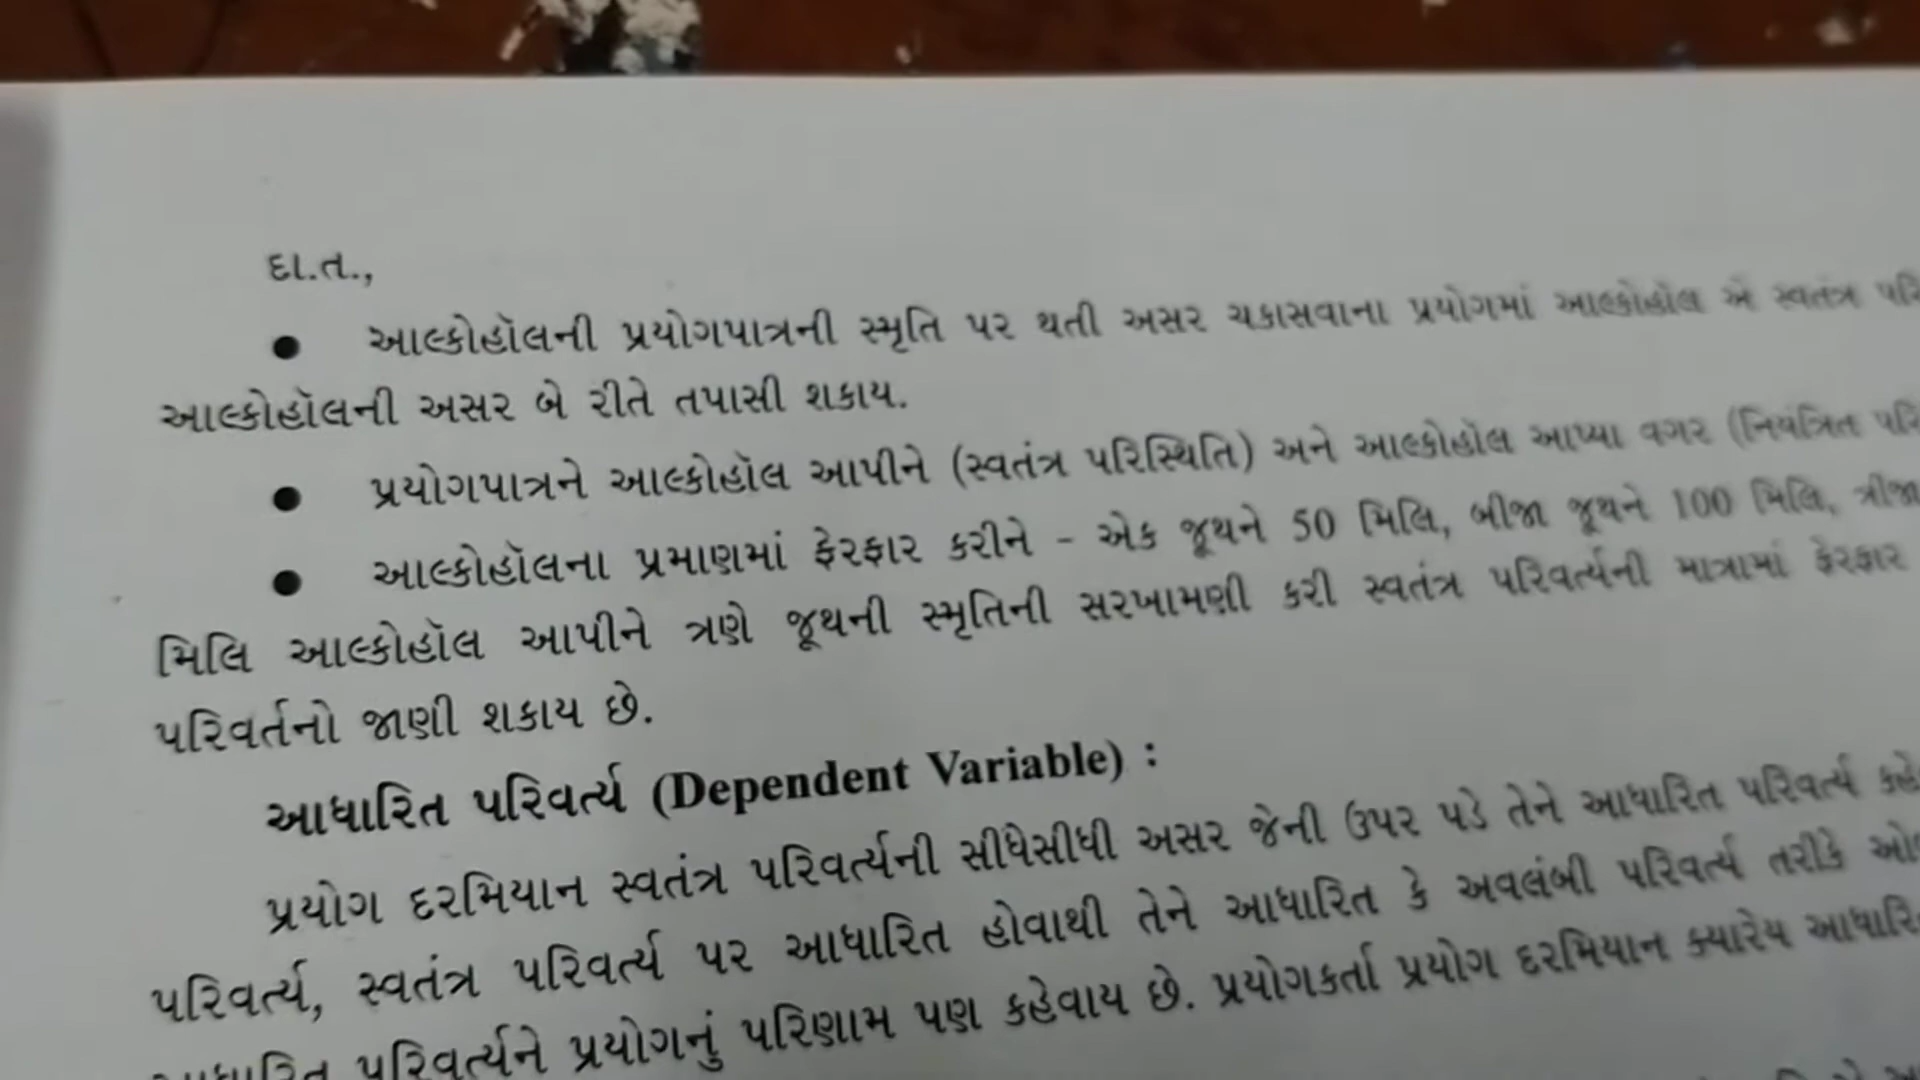 દા.ત.,
● આલ્કોહૉલની પ્રયોગપાત્રની સ્મૃતિ પર થતી અસર ચકાસવાના પ્રયોગમાં આલ્કોહૉલ એ સ્વતંત્ર
આલ્કોહૉલની અસર બે રીતે તપાસી શકાય.
● પ્રયોગપાત્રને આલ્કોહૉલ આપીને (સ્વતંત્ર પરિસ્થિતિ) અને આલ્કોહૉલ આપ્યા વગર (નિયંત્રિત
● આલ્કોહૉલના પ્રમાણમાં ફેરફાર કરીને - એક જૂથને 50 મિલિ, બીજા જૂથને 100 મિલિ, ત્રીજા
મિલિ આલ્કોહૉલ આપીને ત્રણે જૂથની સ્મૃતિની સરખામણી કરી સ્વતંત્ર પરિવર્ત્યની માત્રામાં ફેરફાર
પરિવર્તનો જાણી શકાય છે.
આધારિત પરિવર્ત્ય (Dependent Variable) :
પ્રયોગ દરમિયાન સ્વતંત્ર પરિવર્ત્યની સીધેસીધી અસર જેની ઉપર પડે તેને આધારિત પરિવર્ત્ય
પરિવર્ત્ય, સ્વતંત્ર પરિવર્ત્ય પર આધારિત હોવાથી તેને આધારિત કે અવલંબી પરિવર્ત્ય તરીકે
આધારિત પરિવર્ત્યને પ્રયોગનું પરિણામ પણ કહેવાય છે. પ્રયોગકર્તા પ્રયોગ દરમિયાન ક્યારેય